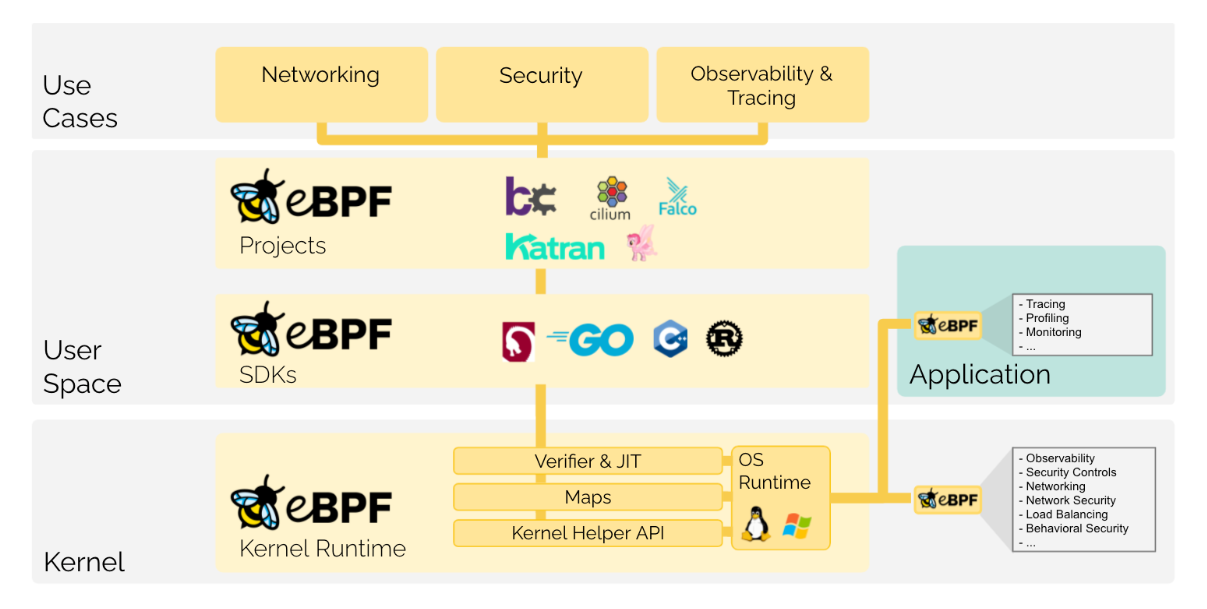 Use
Cases
Networking
Security
Observability &
Tracing
User
Space
eBPF
Projects
bc
cilium
Falco
Katran
eBPF
SDKs
GO
C
R
Application
eBPF
- Tracing
- Profiling
- Monitoring
- ...
Kernel
eBPF
Kernel Runtime
Verifier & JIT
Maps
Kernel Helper API
OS
Runtime
eBPF
- Observability
- Security Controls
- Networking
- Network Security
- Load Balancing
- Behavioral Security
- ...